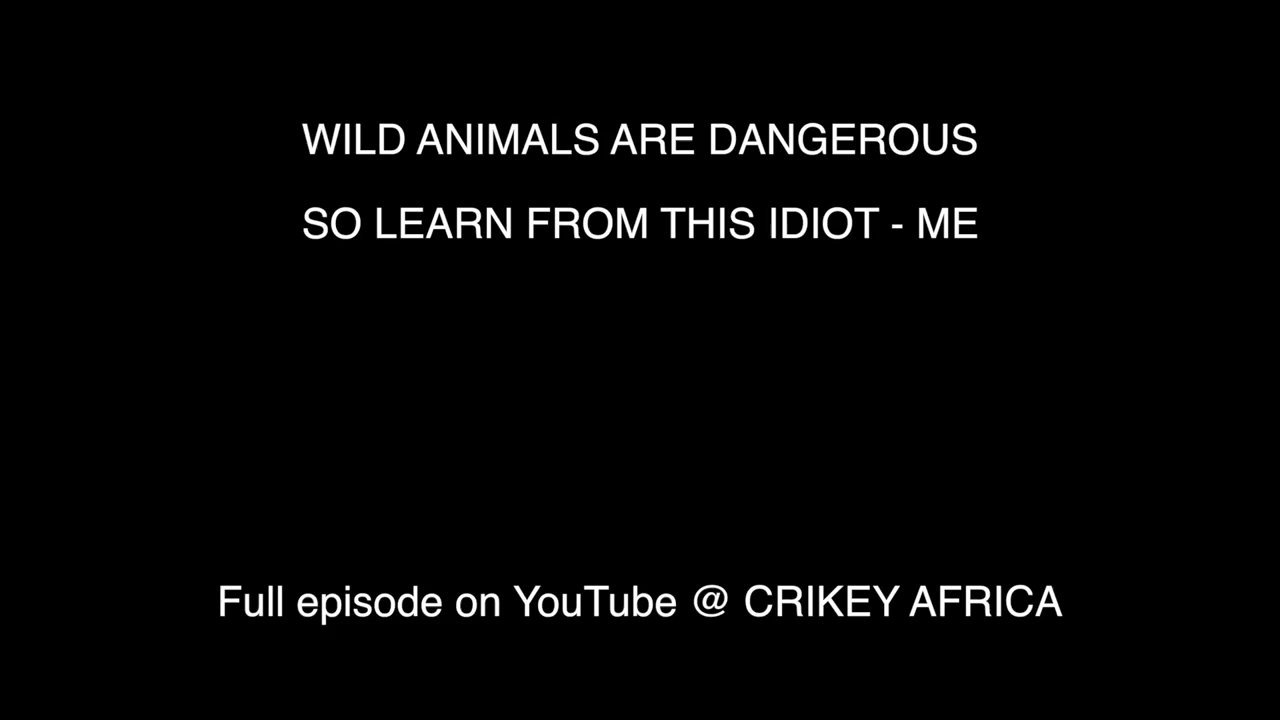 WILD ANIMALS ARE DANGEROUS
SO LEARN FROM THIS IDIOT - ME
Full episode on YouTube @ CRIKEY AFRICA